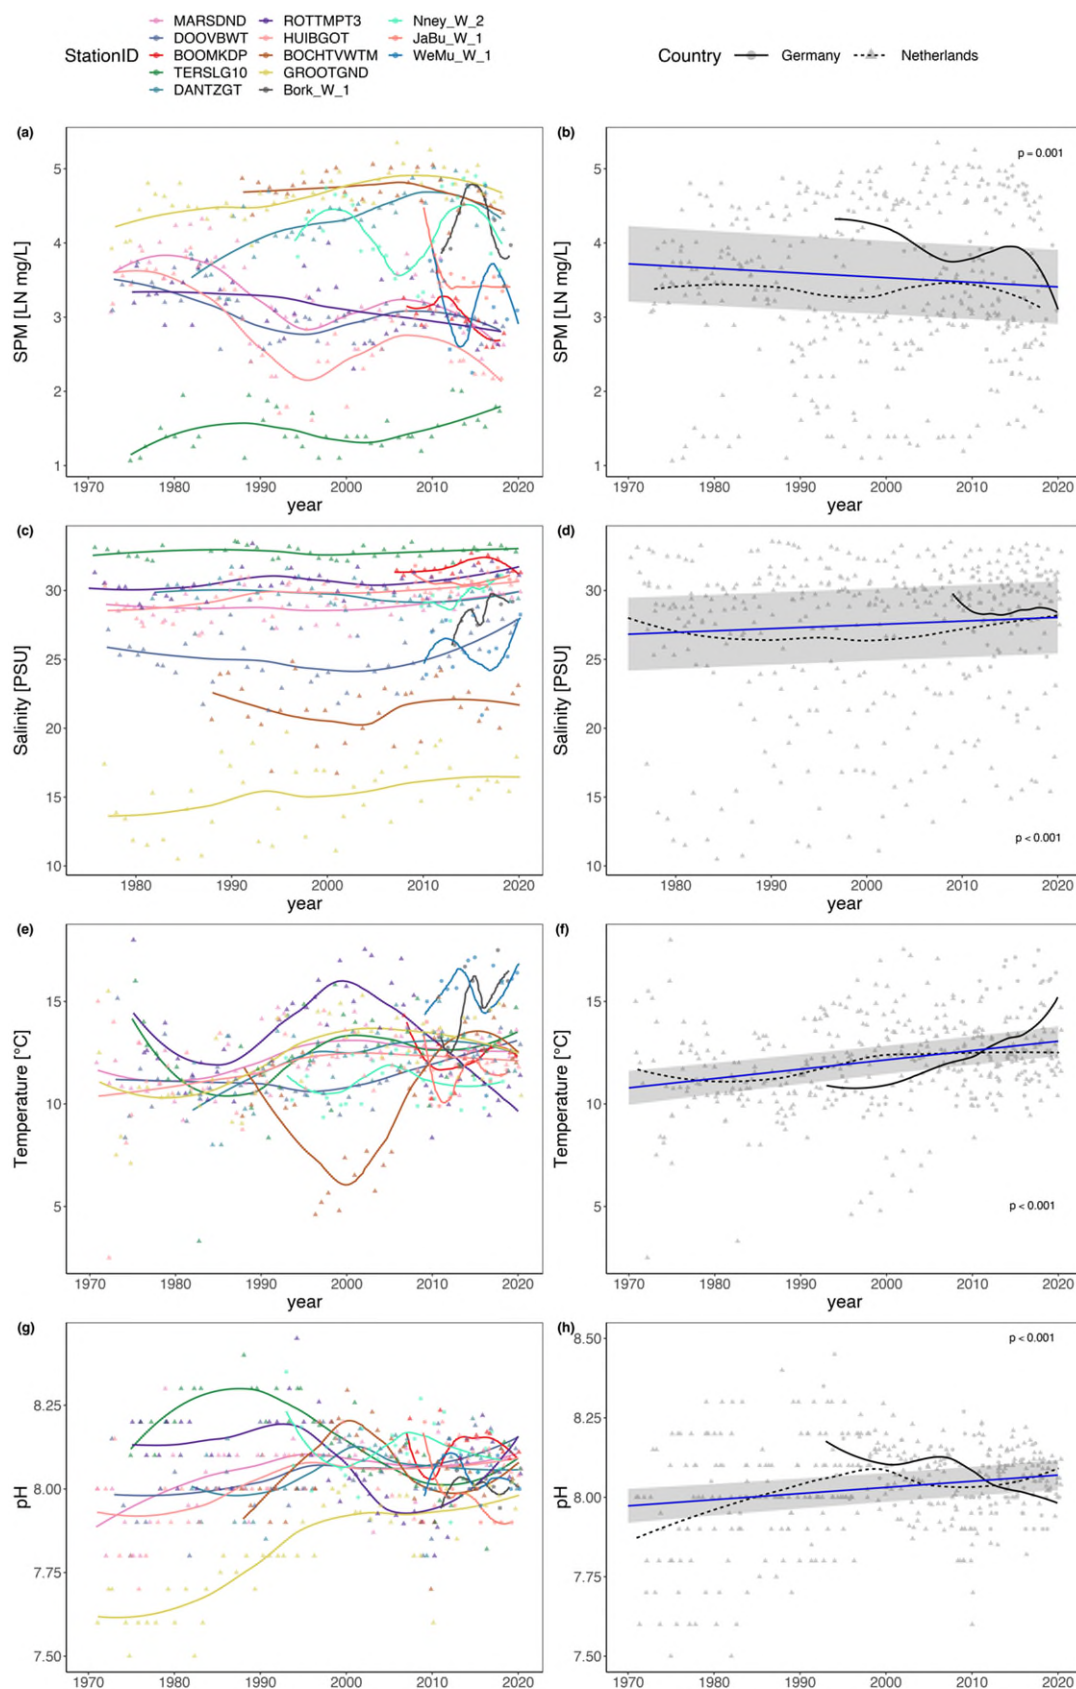 StationID
MARSDND ROTTMPT3 Nney_W_2
DOOVBWT HUIBGOT JaBu_W_1
BOOMKDP BOCHTVWTM WeMu_W_1
TERSLG10 GROOTGND
DANTZGT Bork_W_1
Country Germany Netherlands
(a)
SPM [LN mg/L]
5
4
3
2
1
1970 1980 1990 2000 2010 2020
year
(b)
p = 0.001
SPM [LN mg/L]
5
4
3
2
1
1970 1980 1990 2000 2010 2020
year
(c)
Salinity [PSU]
30
25
20
15
10
1980 1990 2000 2010 2020
year
(d)
Salinity [PSU]
30
25
20
15
10
p < 0.001
1980 1990 2000 2010 2020
year
(e)
Temperature [°C]
15
10
5
1970 1980 1990 2000 2010 2020
year
(f)
Temperature [°C]
15
10
5
p < 0.001
1970 1980 1990 2000 2010 2020
year
(g)
pH
8.25
8.00
7.75
7.50
1970 1980 1990 2000 2010 2020
(h)
p < 0.001
pH
8.50
8.25
8.00
7.75
7.50
1970 1980 1990 2000 2010 2020